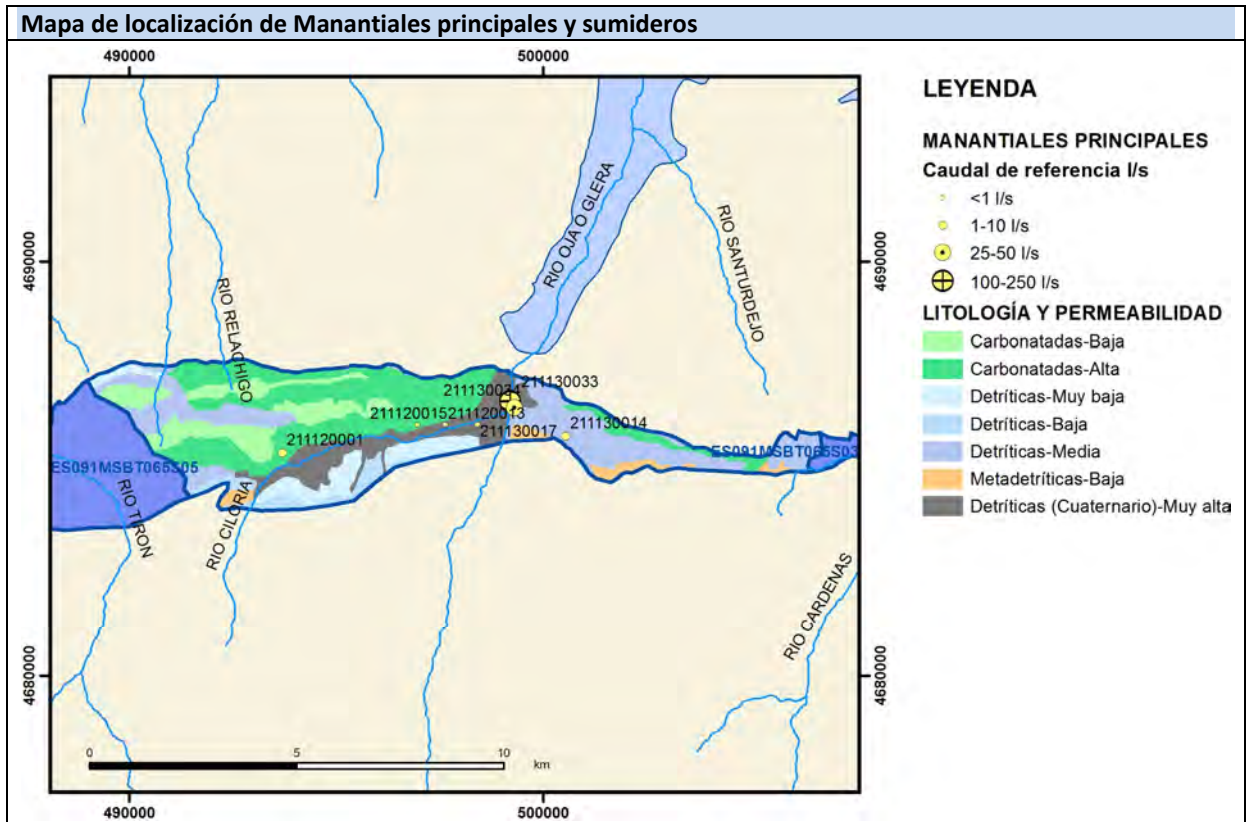 Mapa de localización de Manantiales principales y sumideros
490000
500000
4690000
4690000
4680000
4680000
490000
500000
RIO OJA O GLERA
RIO SANTURDEJO
RIO RELACHIGO
RIO TIRON
RIO CILORIA
RIO CARDENAS
211130033
211130034
211120015
211120013
211130017
211130014
211120001
ES091MSBT065S05
ES091MSBT065S03
0
5
10
km
LEYENDA
MANANTIALES PRINCIPALES
Caudal de referencia l/s
<1 l/s
1-10 l/s
25-50 l/s
100-250 l/s
LITOLOGÍA Y PERMEABILIDAD
Carbonatadas-Baja
Carbonatadas-Alta
Detríticas-Muy baja
Detríticas-Baja
Detríticas-Media
Metadetríticas-Baja
Detríticas (Cuaternario)-Muy alta